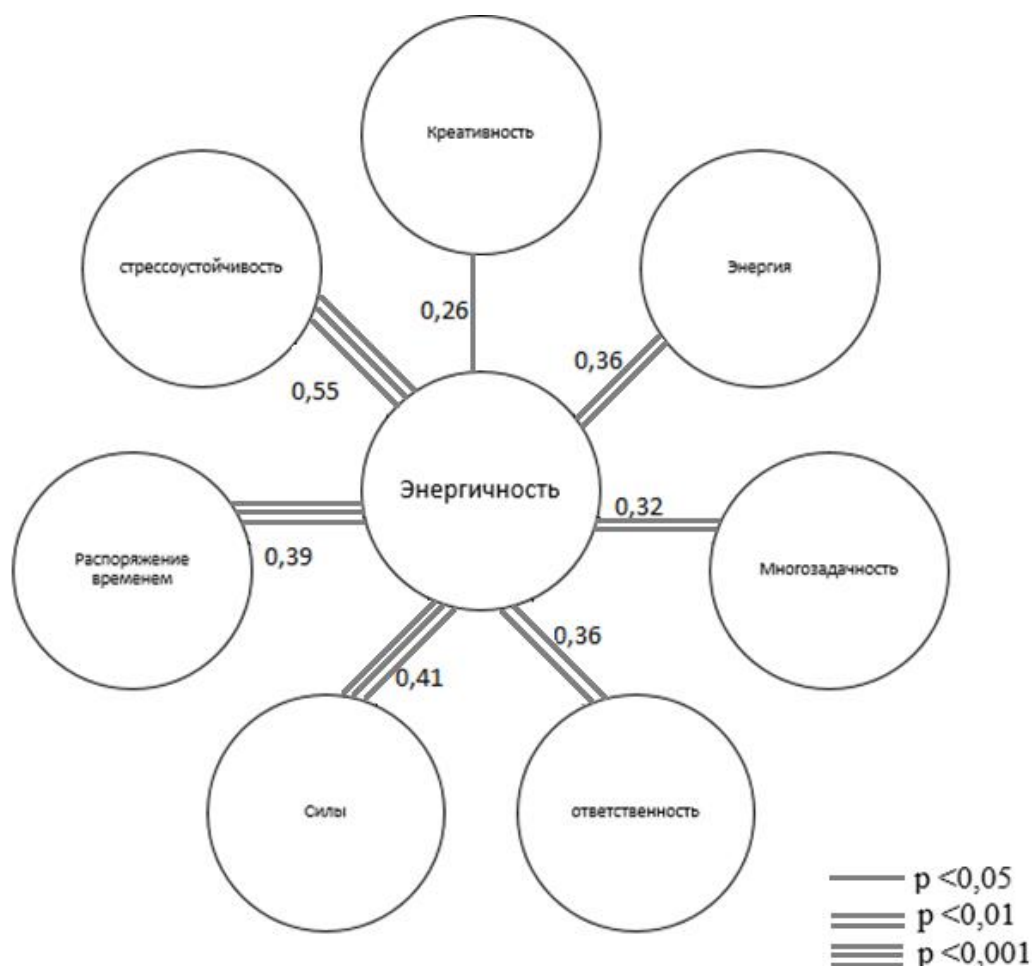 Креативность
стрессоустойчивость
Энергия
0,26
0,36
0,55
Энергичность
0,32
Распоряжение
временем
0,39
Многозадачность
0,36
0,41
Силы
ответственность
p <0,05
p <0,01
p <0,001